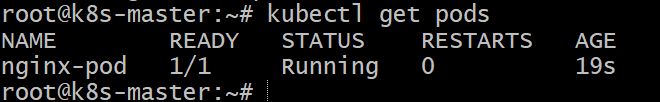 root@k8s-master:~# kubectl get pods
NAME READY STATUS RESTARTS AGE
nginx-pod 1/1 Running 0 19s
root@k8s-master:~#